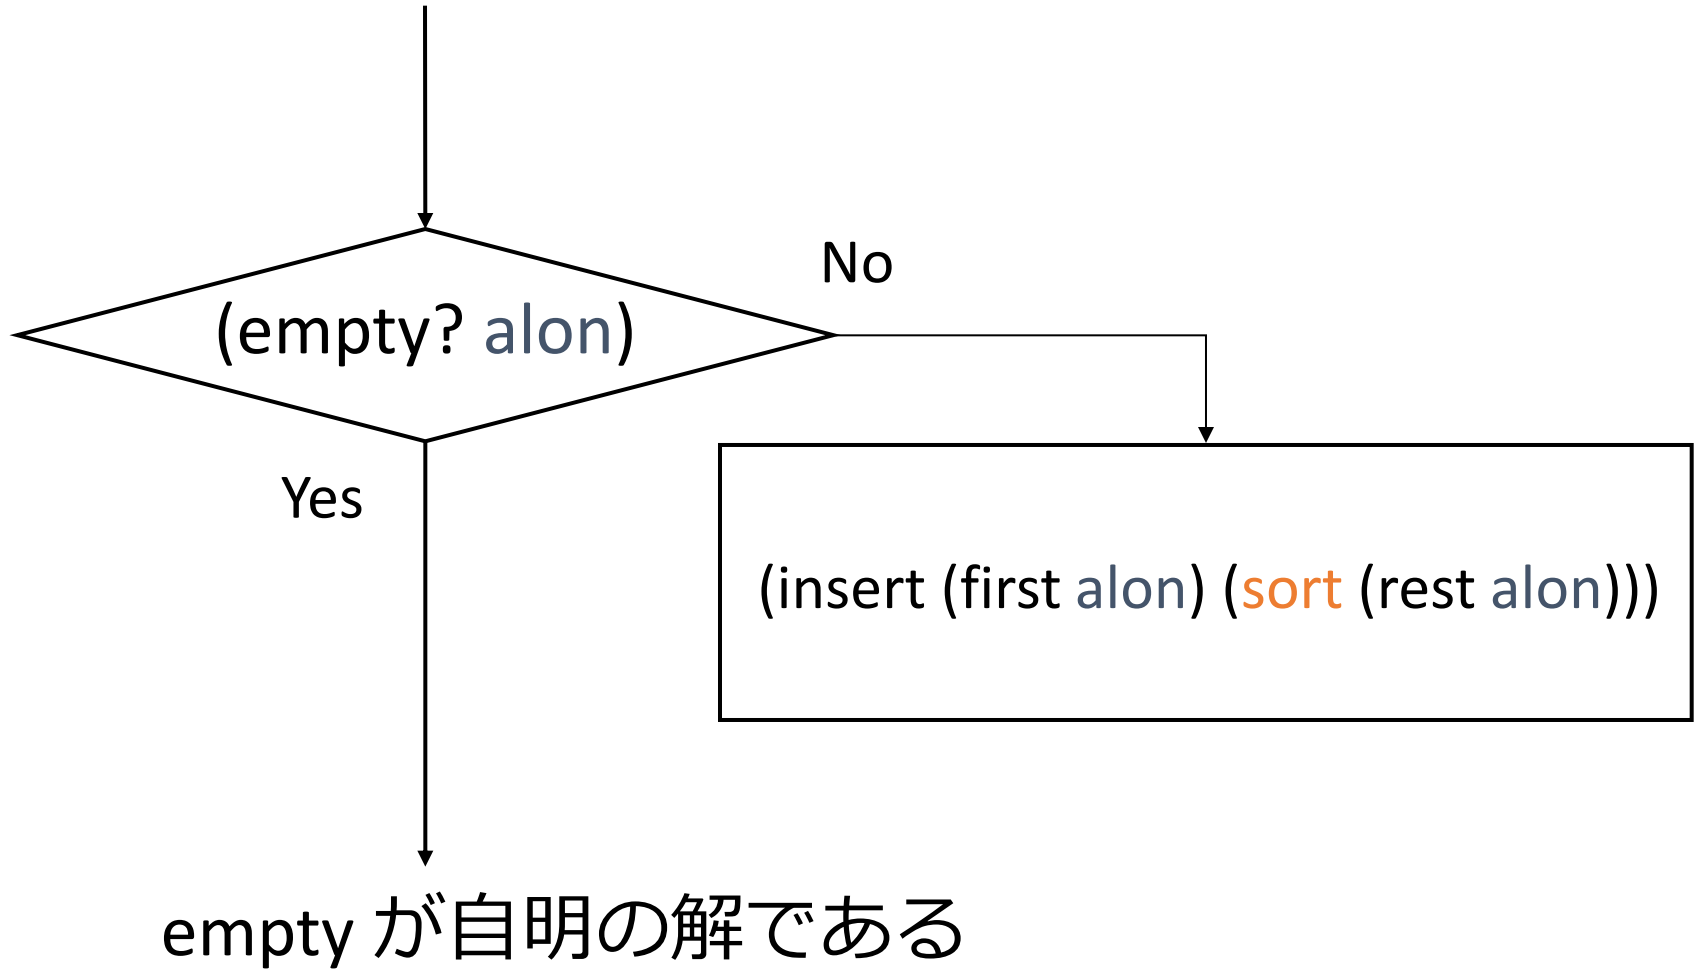 (empty? alon)
No
Yes
(insert (first alon) (sort (rest alon)))
empty が自明の解である